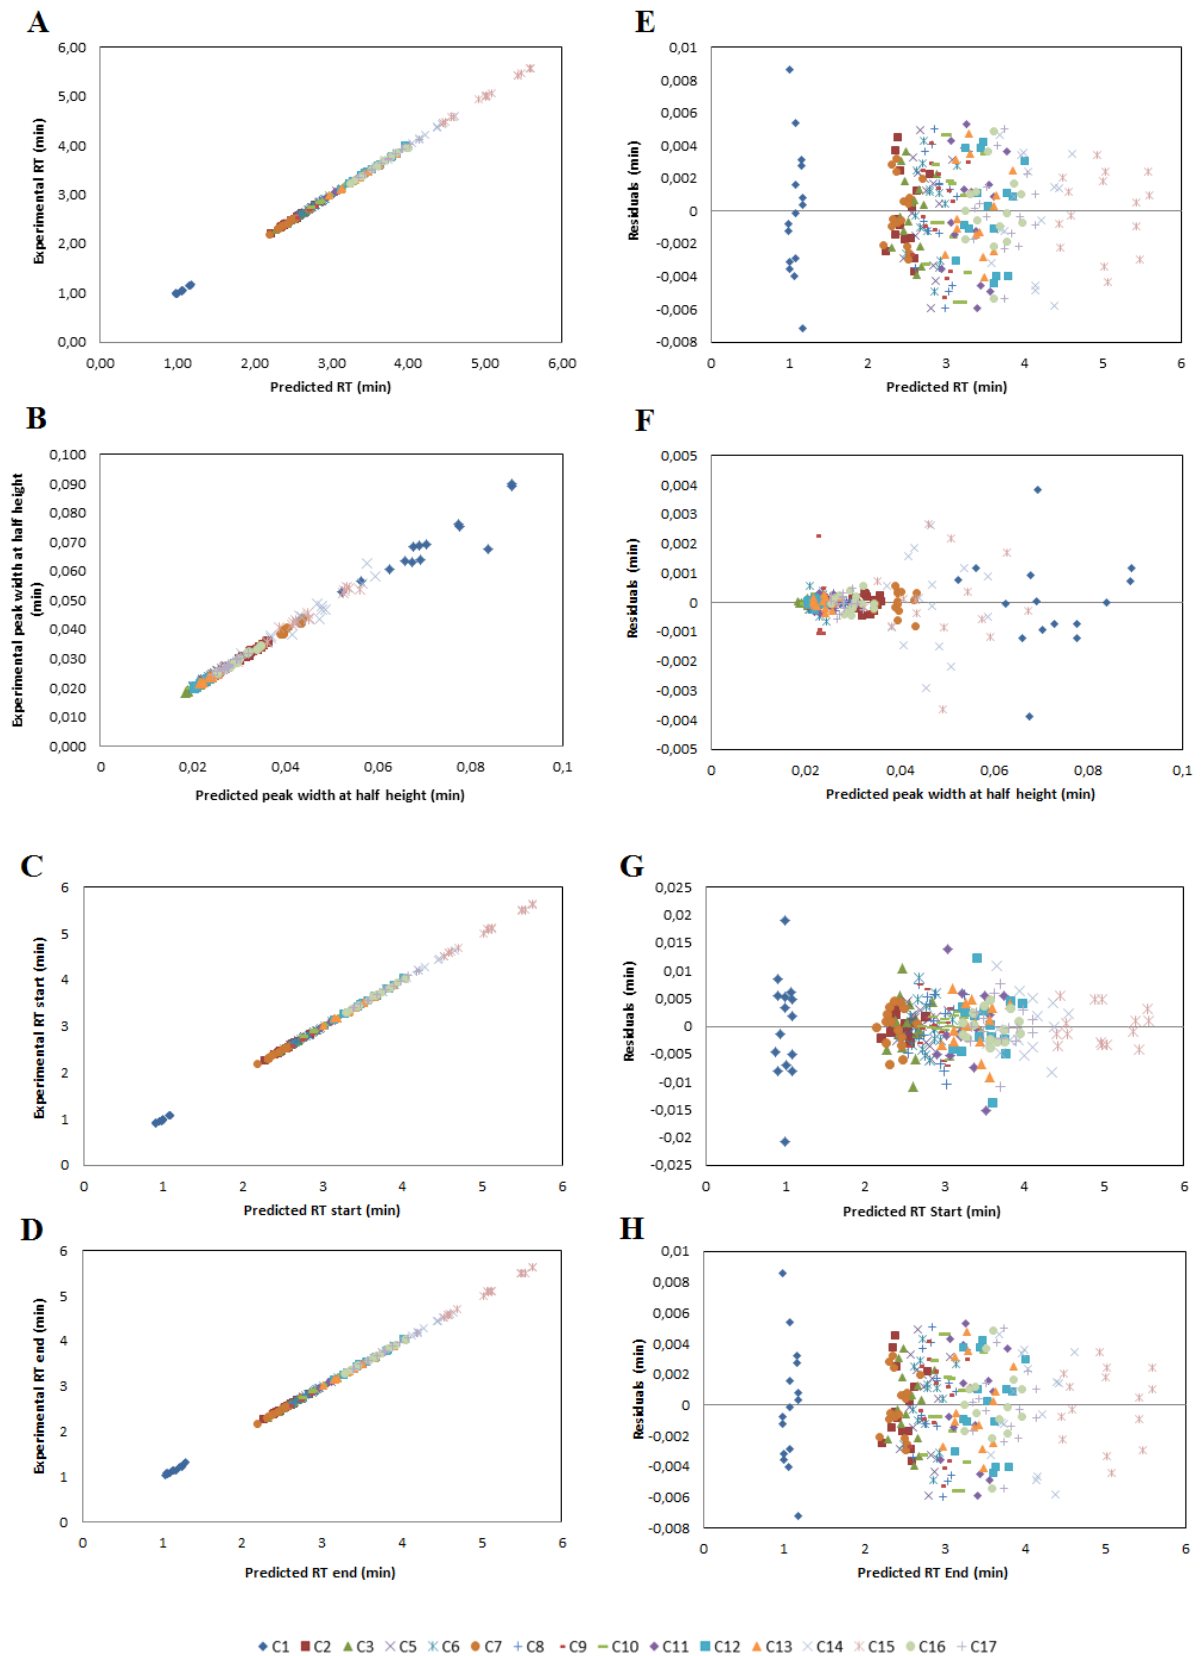 A
6,00
5,00
4,00
3,00
2,00
1,00
0,00
0,00 1,00 2,00 3,00 4,00 5,00 6,00
Experimental RT (min)
Predicted RT (min)
E
0,01
0,008
0,006
0,004
0,002
0
-0,002
-0,004
-0,006
-0,008
0 1 2 3 4 5 6
Residuals (min)
Predicted RT (min)
B
0,100
0,090
0,080
0,070
0,060
0,050
0,040
0,030
0,020
0,010
0,000
0 0,02 0,04 0,06 0,08 0,1
Experimental peak width at half height
(min)
Predicted peak width at half height (min)
F
0,005
0,004
0,003
0,002
0,001
0
-0,001
-0,002
-0,003
-0,004
-0,005
0 0,02 0,04 0,06 0,08 0,1
Residuals (min)
Predicted peak width at half height (min)
C
6
5
4
3
2
1
0
0 1 2 3 4 5 6
Experimental RT start (min)
Predicted RT start (min)
G
0,025
0,02
0,015
0,01
0,005
0
-0,005
-0,01
-0,015
-0,02
-0,025
0 1 2 3 4 5 6
Residuals (min)
Predicted RT Start (min)
D
6
5
4
3
2
1
0
0 1 2 3 4 5 6
Experimental RT end (min)
Predicted RT end (min)
H
0,01
0,008
0,006
0,004
0,002
0
-0,002
-0,004
-0,006
-0,008
0 1 2 3 4 5 6
Residuals (min)
Predicted RT End (min)
C1 C2 C3 C5 C6 C7 C8 C9 C10 C11 C12 C13 C14 C15 C16 C17